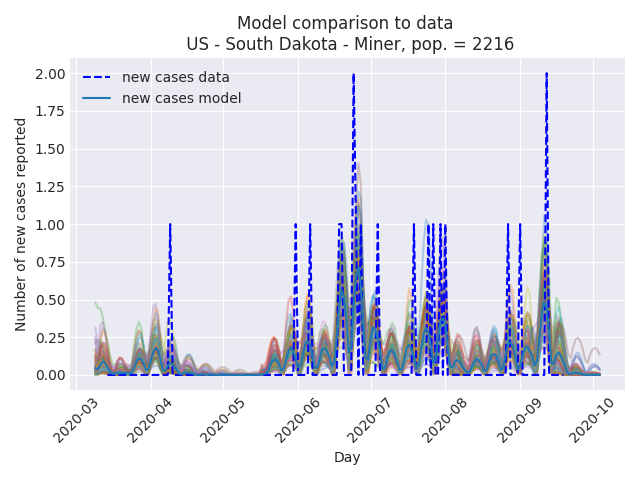 Model comparison to data
US - South Dakota - Miner, pop. = 2216
new cases data
new cases model
Number of new cases reported
2.00
1.75
1.50
1.25
1.00
0.75
0.50
0.25
0.00
2020-03
2020-04
2020-05
2020-06
2020-07
2020-08
2020-09
2020-10
Day